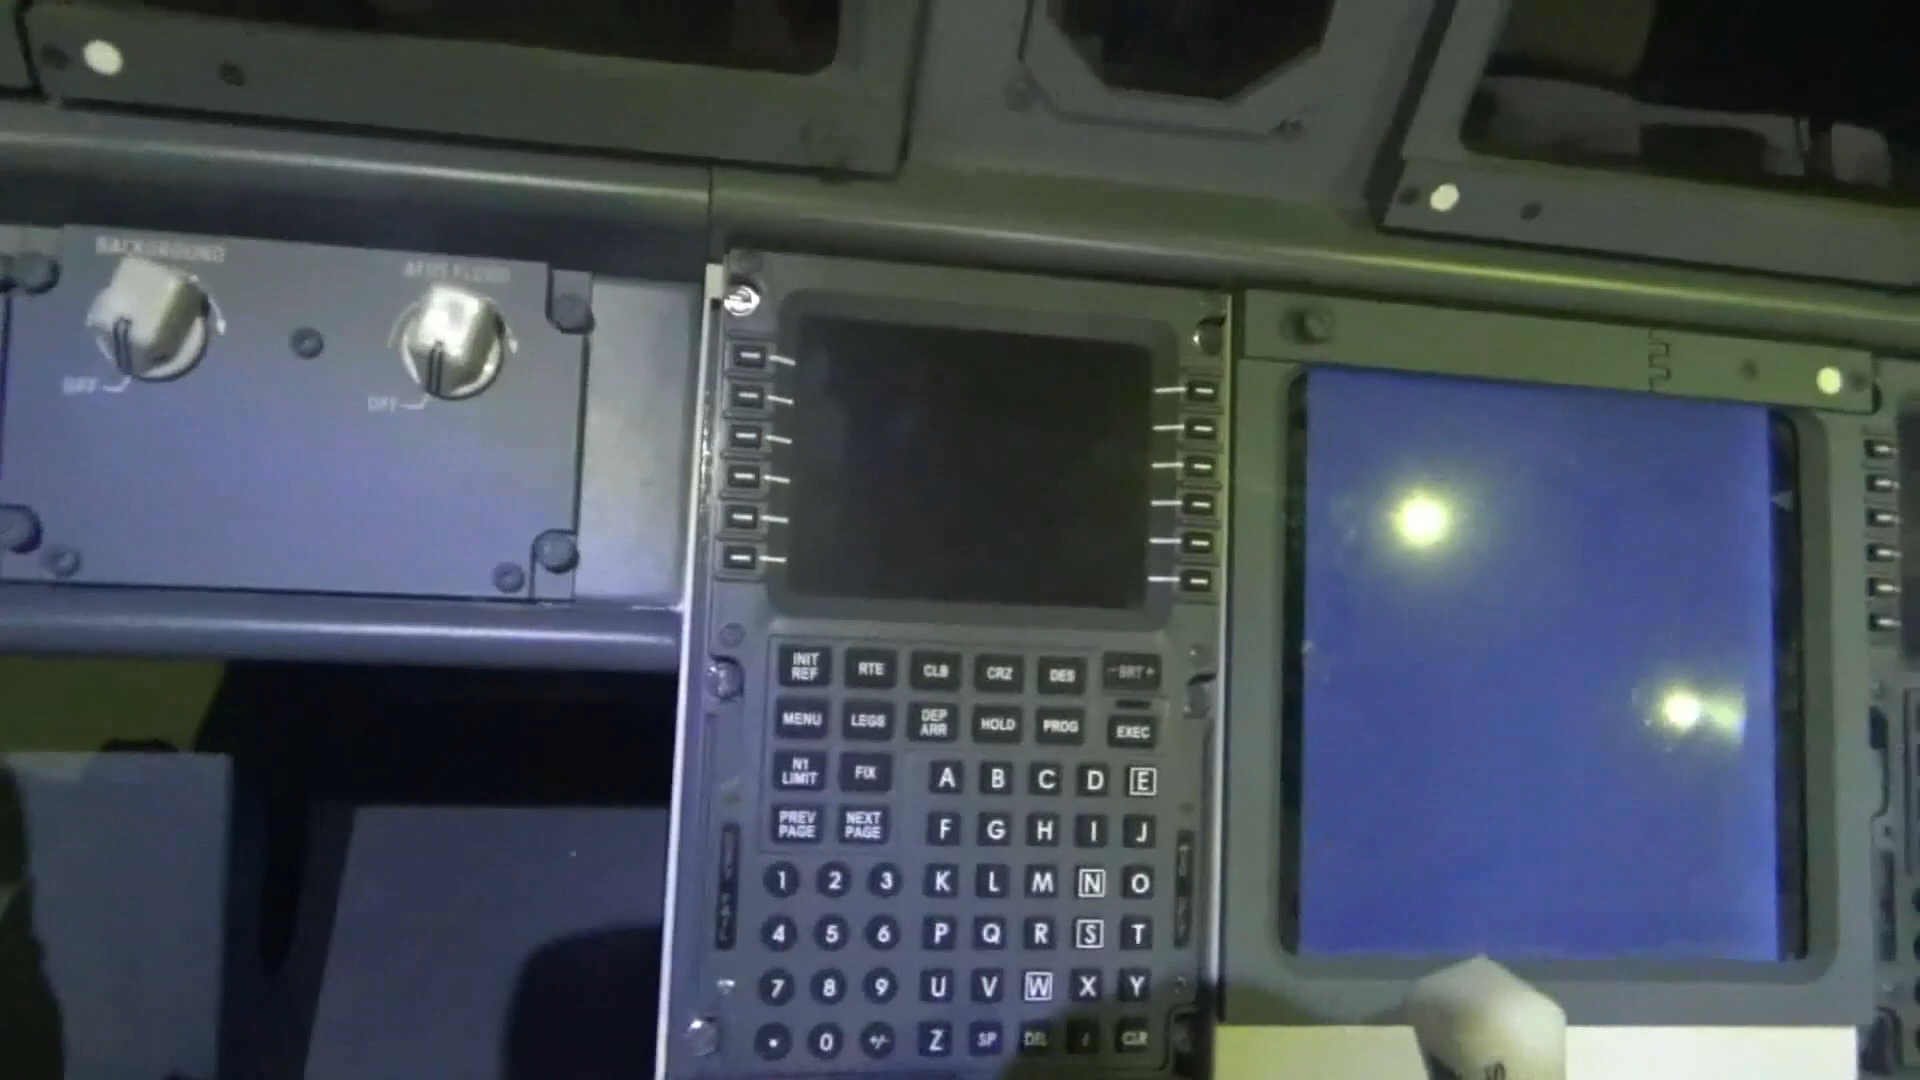 BACKGROUND
AFDS FLOOD
OFF
OFF
INIT REF
RTE
CLB
CRZ
DES
- BRT +
MENU
LEGS
DEP ARR
HOLD
PROG
EXEC
N1 LIMIT
FIX
A B C D E
PREV PAGE
NEXT PAGE
F G H I J
1 2 3 K L M N O
4 5 6 P Q R S T
7 8 9 U V W X Y
. 0 +/- Z SP DEL / CLR